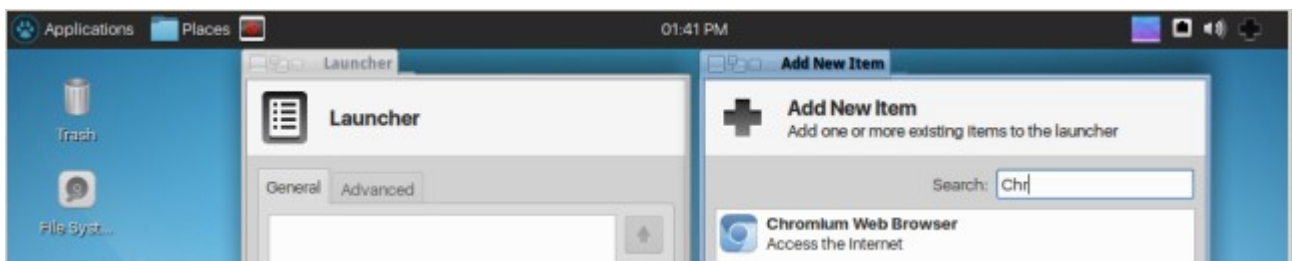 Applications Places 01:41 PM
Launcher
Add New Item
Trash
Launcher
Add New Item
Add one or more existing items to the launcher
General Advanced
Search: Chr
File Syst...
Chromium Web Browser
Access the Internet